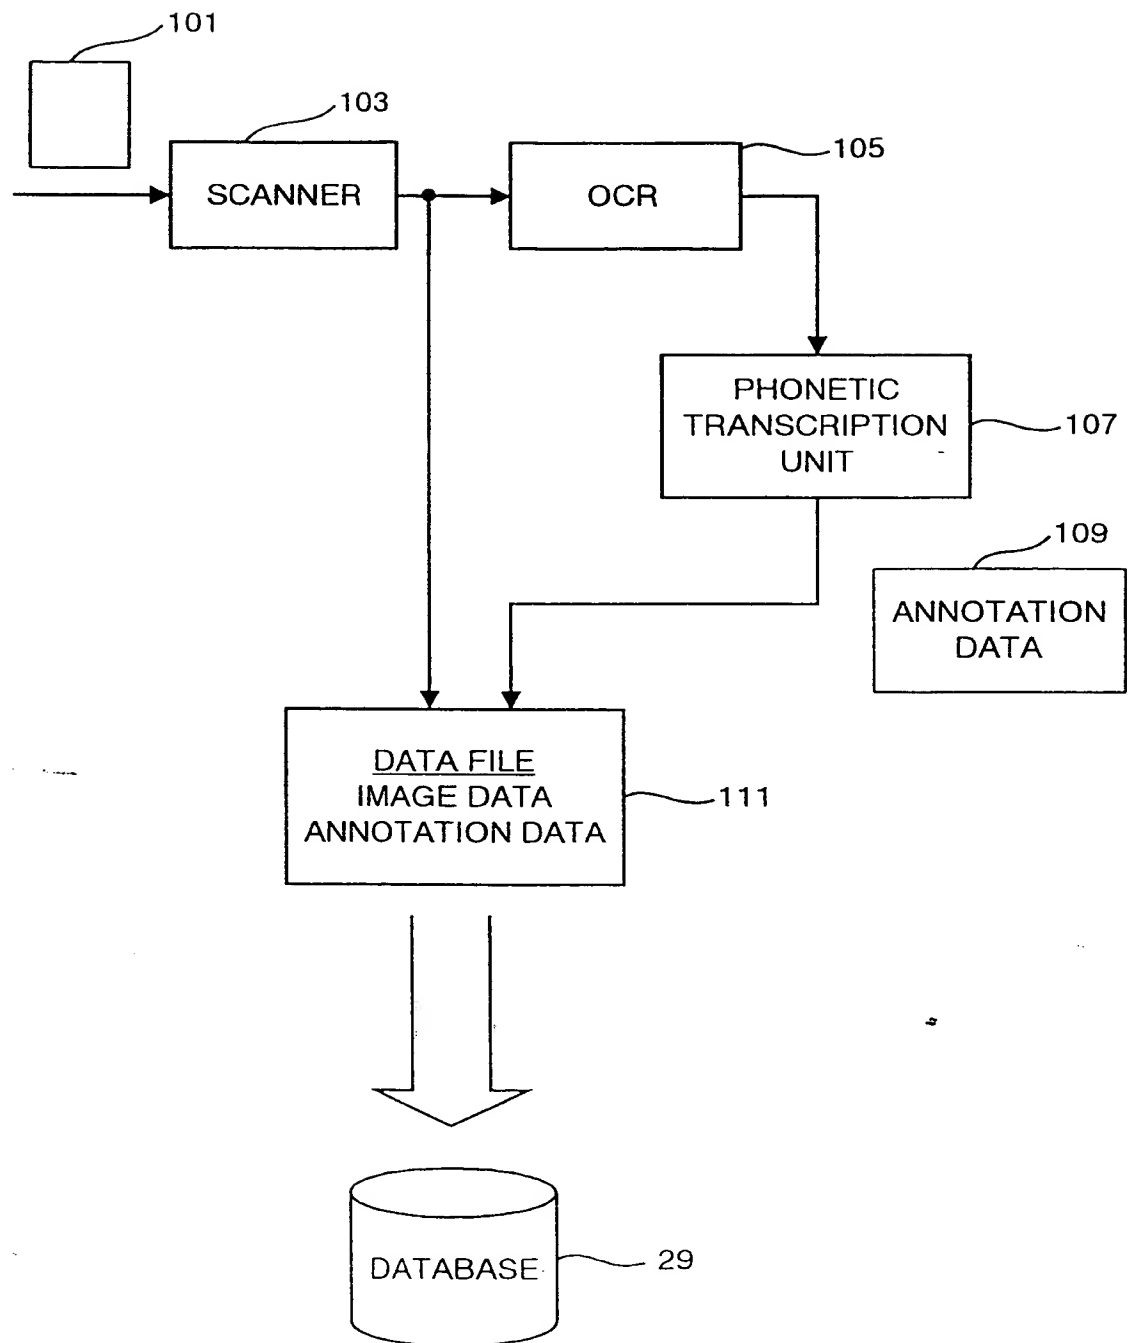 101
103
SCANNER
105
OCR
PHONETIC
TRANSCRIPTION
UNIT
107
109
ANNOTATION
DATA
DATA FILE
IMAGE DATA
ANNOTATION DATA
111
DATABASE
29